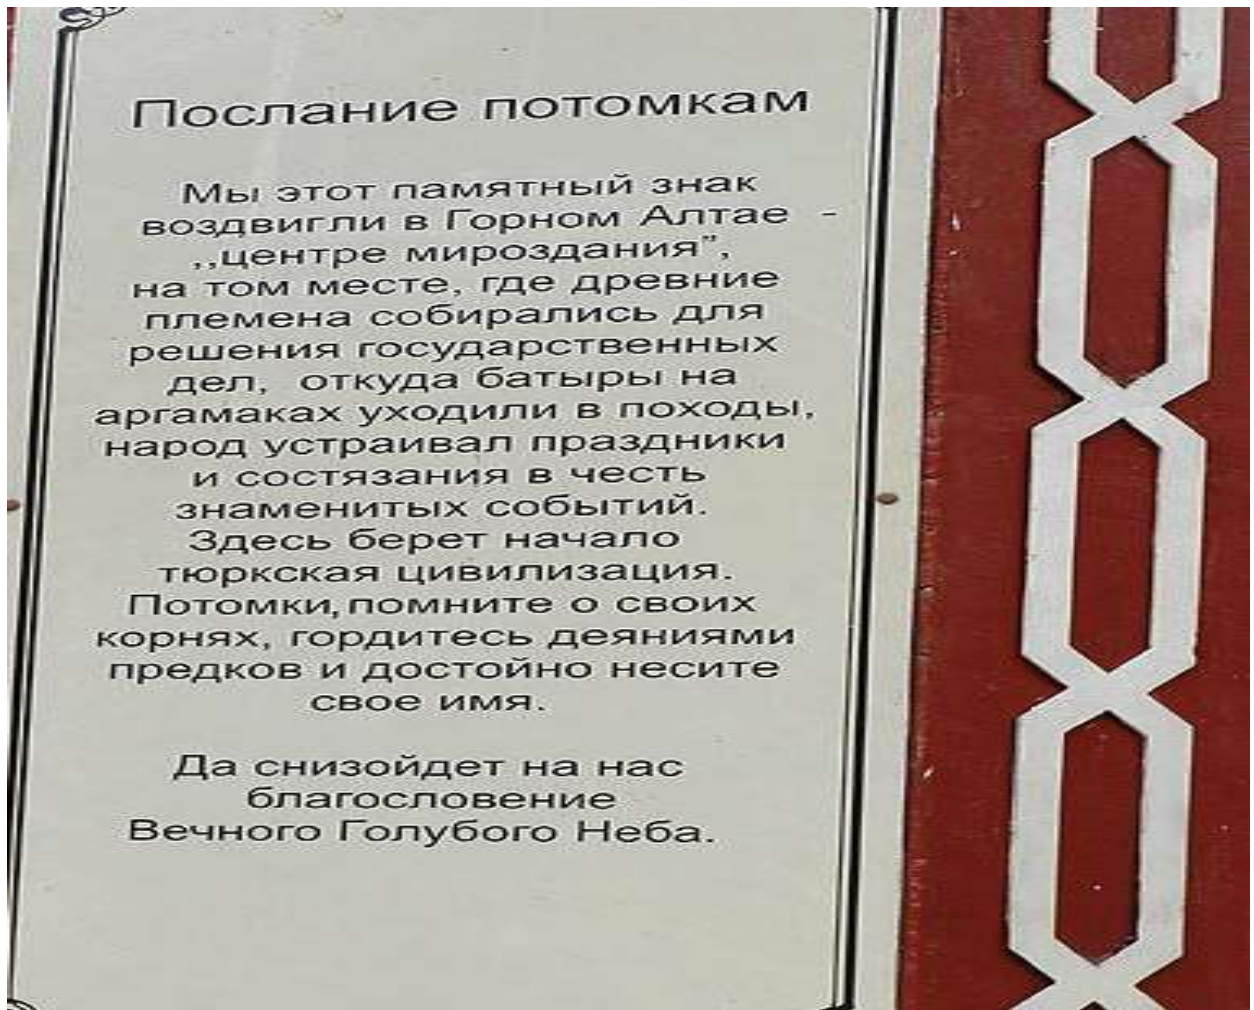 Послание потомкам
Мы этот памятный знак
воздвигли в Горном Алтае -
,,центре мироздания”,
на том месте, где древние
племена собирались для
решения государственных
дел, откуда батыры на
аргамаках уходили в походы,
народ устраивал праздники
и состязания в честь
знаменитых событий.
Здесь берет начало
тюркская цивилизация.
Потомки, помните о своих
корнях, гордитесь деяниями
предков и достойно несите
свое имя.
Да снизойдет на нас
благословение
Вечного Голубого Неба.